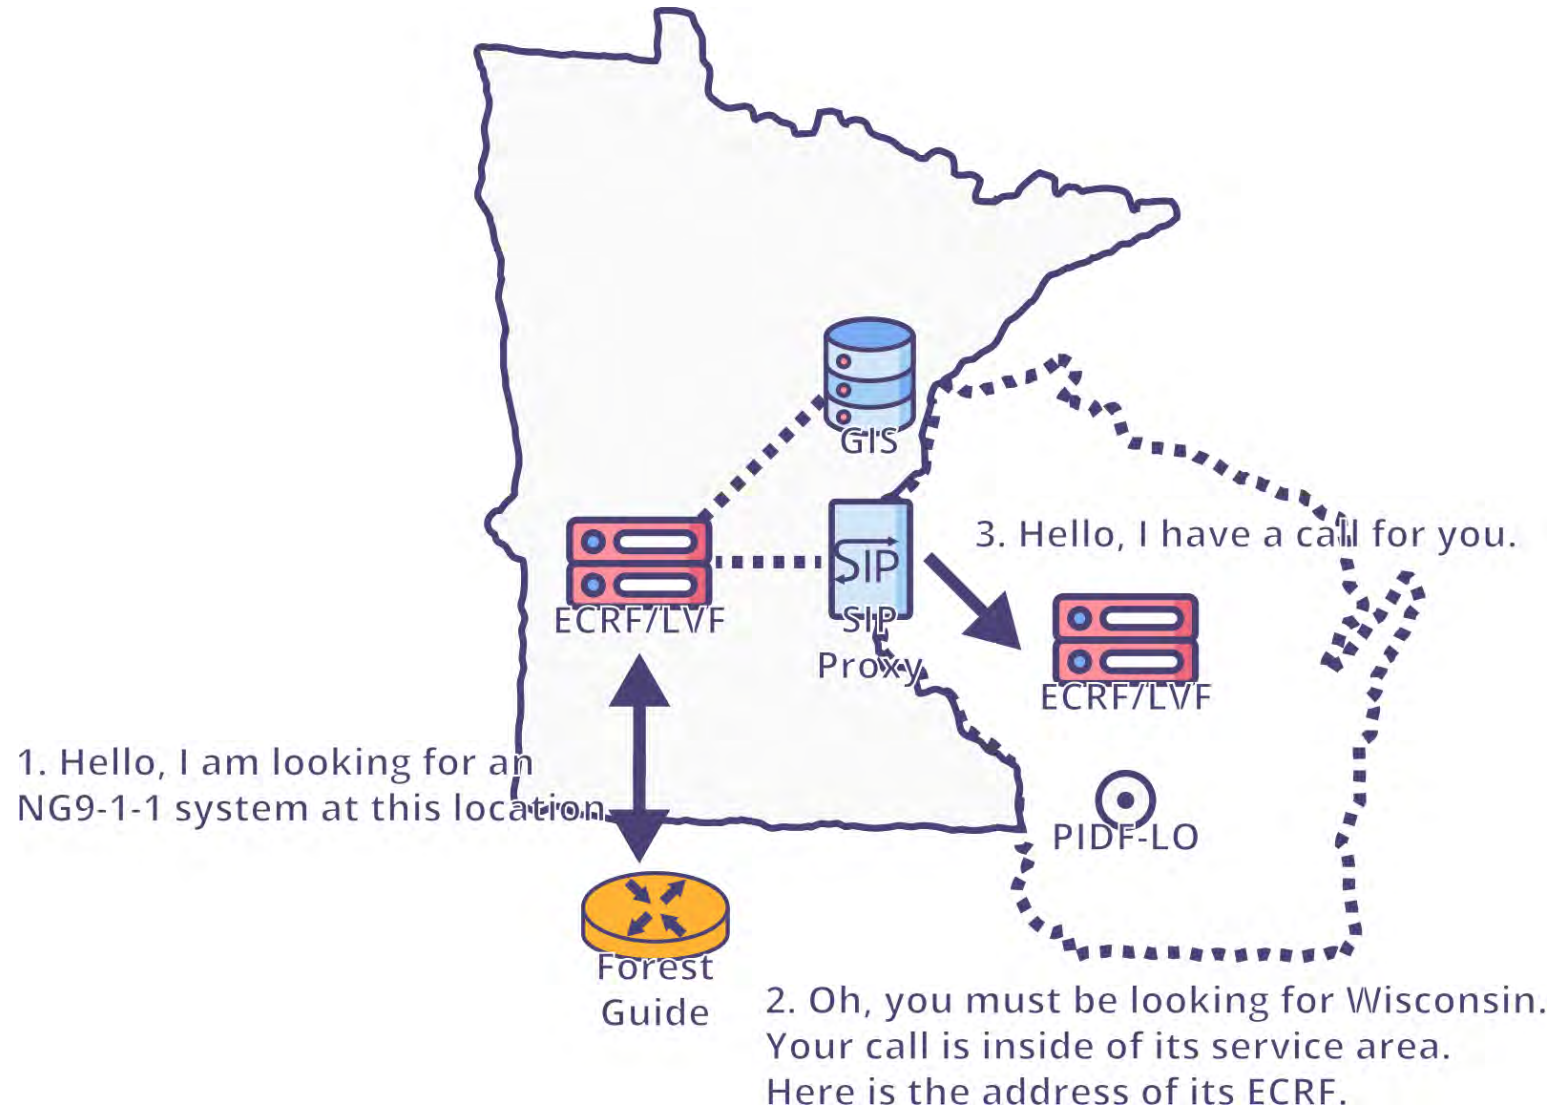 GIS
3. Hello, I have a call for you.
SIP
ECRF/LVF
SIP
Proxy
ECRF/LVF
1. Hello, I am looking for an
NG9-1-1 system at this location.
PIDF-LO
Forest
Guide
2. Oh, you must be looking for Wisconsin.
Your call is inside of its service area.
Here is the address of its ECRF.